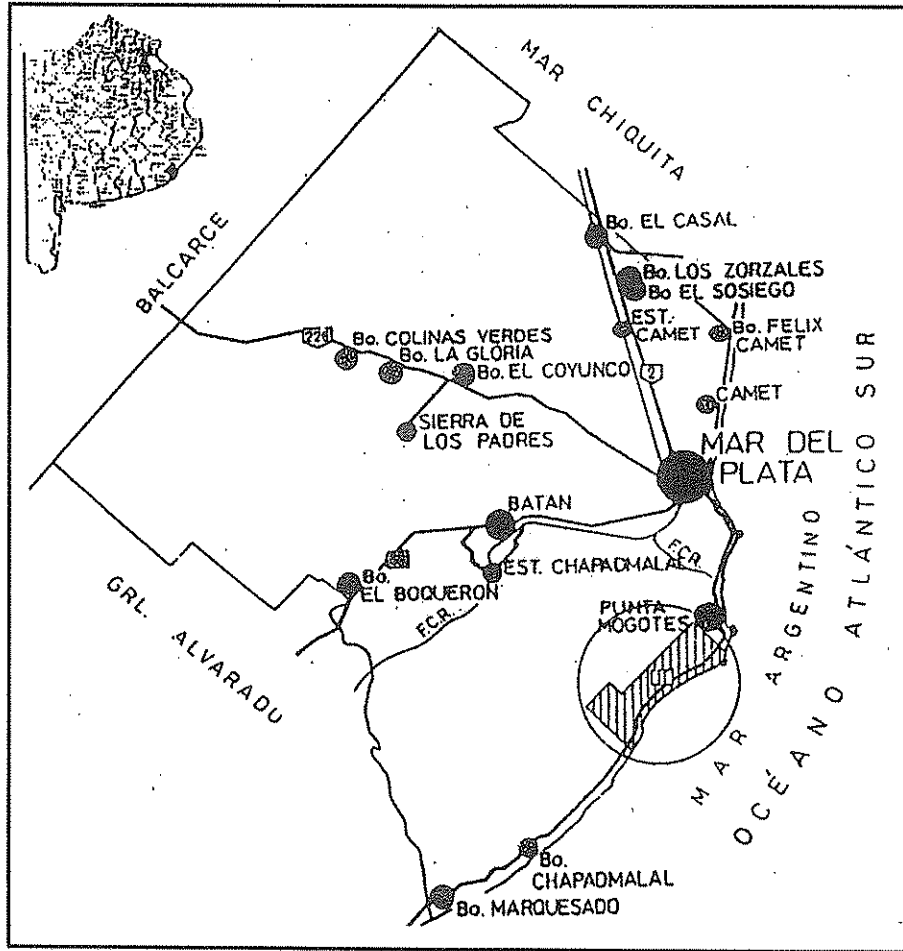 MAR
CHIQUITA
BALCARCE
Bo. EL CASAL
Bo. LOS ZORZALES
Bo EL SOSIEGO
EST.
CAMET
Bo. FELIX
CAMET
226
Bo. COLINAS VERDES
Bo. LA GLORIA
Bo. EL COYUNCO
2
CAMET
SIERRA DE
LOS PADRES
MAR DEL
PLATA
BATAN
F.C.R.
EST. CHAPADMALAL
Bo.
EL BOQUERON
F.C.R.
PUNTA
MOGOTES
GRL. ALVARADO
MAR ARGENTINO
OCÉANO ATLÁNTICO SUR
Bo.
CHAPADMALAL
Bo. MARQUESADO